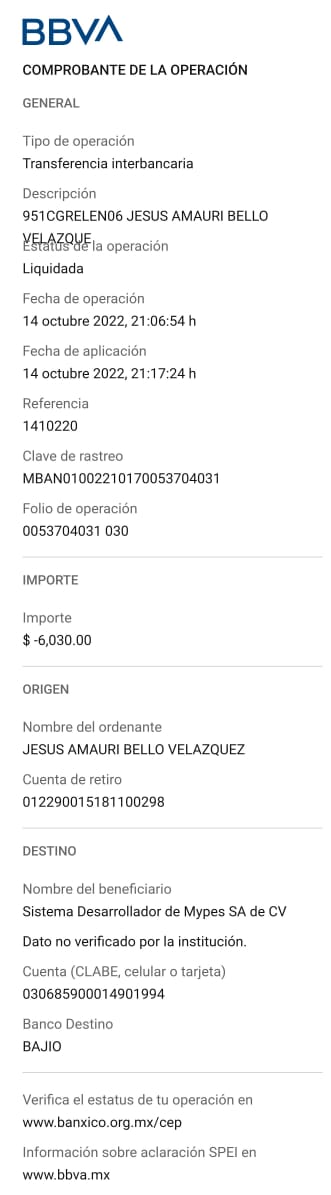 BBVA
COMPROBANTE DE LA OPERACIÓN
GENERAL
Tipo de operación
Transferencia interbancaria
Descripción
951CGRELEN06 JESUS AMAURI BELLO
VELAZQUE
Estatus de la operación
Liquidada
Fecha de operación
14 octubre 2022, 21:06:54 h
Fecha de aplicación
14 octubre 2022, 21:17:24 h
Referencia
1410220
Clave de rastreo
MBAN01002210170053704031
Folio de operación
0053704031 030
IMPORTE
Importe
$ -6,030.00
ORIGEN
Nombre del ordenante
JESUS AMAURI BELLO VELAZQUEZ
Cuenta de retiro
012290015181100298
DESTINO
Nombre del beneficiario
Sistema Desarrollador de Mypes SA de CV
Dato no verificado por la institución.
Cuenta (CLABE, celular o tarjeta)
030685900014901994
Banco Destino
BAJIO
Verifica el estatus de tu operación en
www.banxico.org.mx/cep
Información sobre aclaración SPEI en
www.bbva.mx